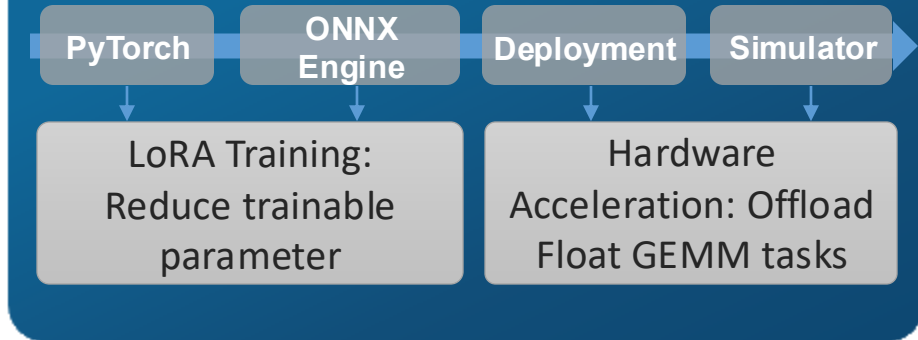 PyTorch
ONNX
Engine
Deployment
Simulator
LoRA Training:
Reduce trainable
parameter
Hardware
Acceleration: Offload
Float GEMM tasks